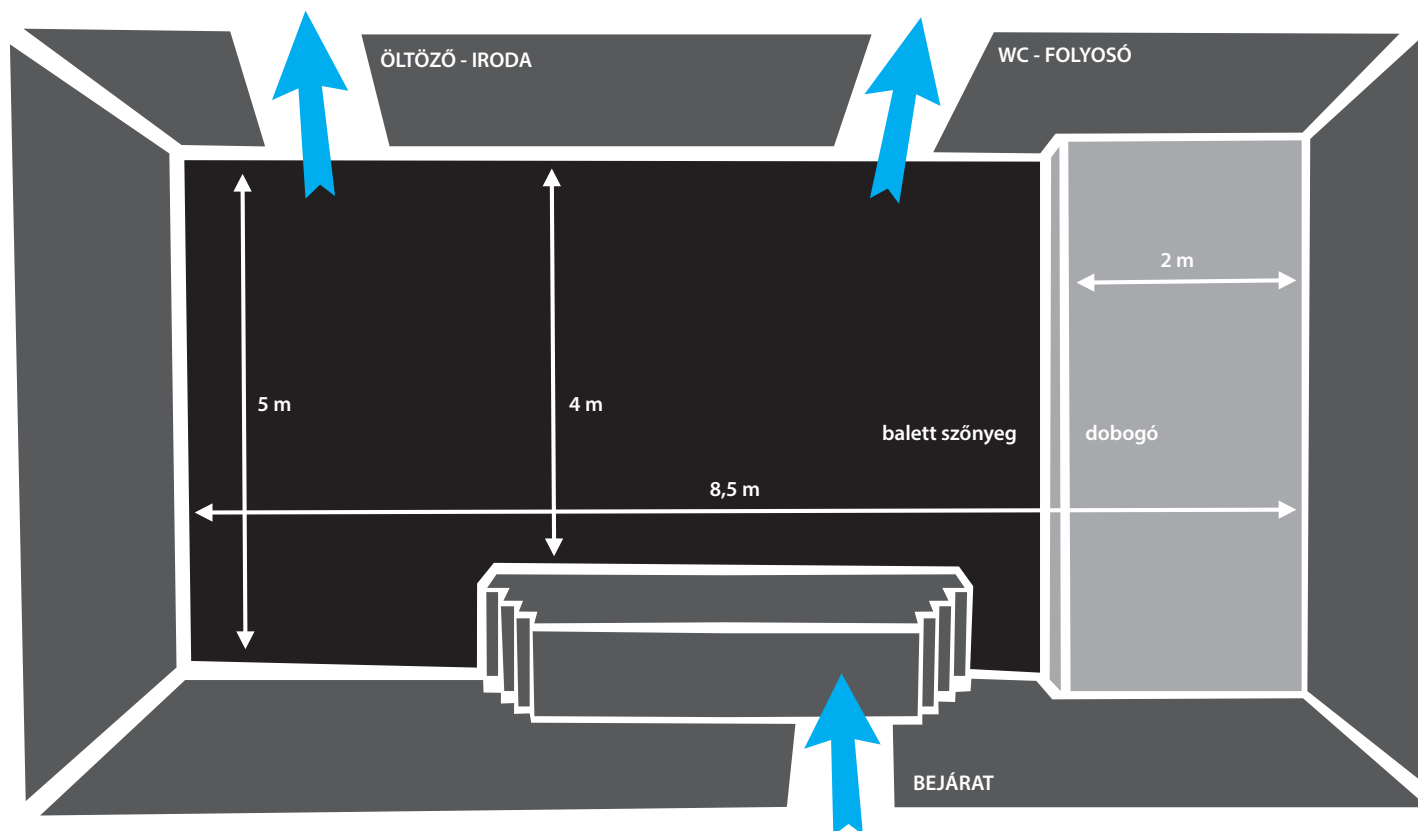 ÖLTÖZŐ - IRODA
WC - FOLYOSÓ
2 m
5 m
4 m
balett szőnyeg
dobogó
8,5 m
BEJÁRAT